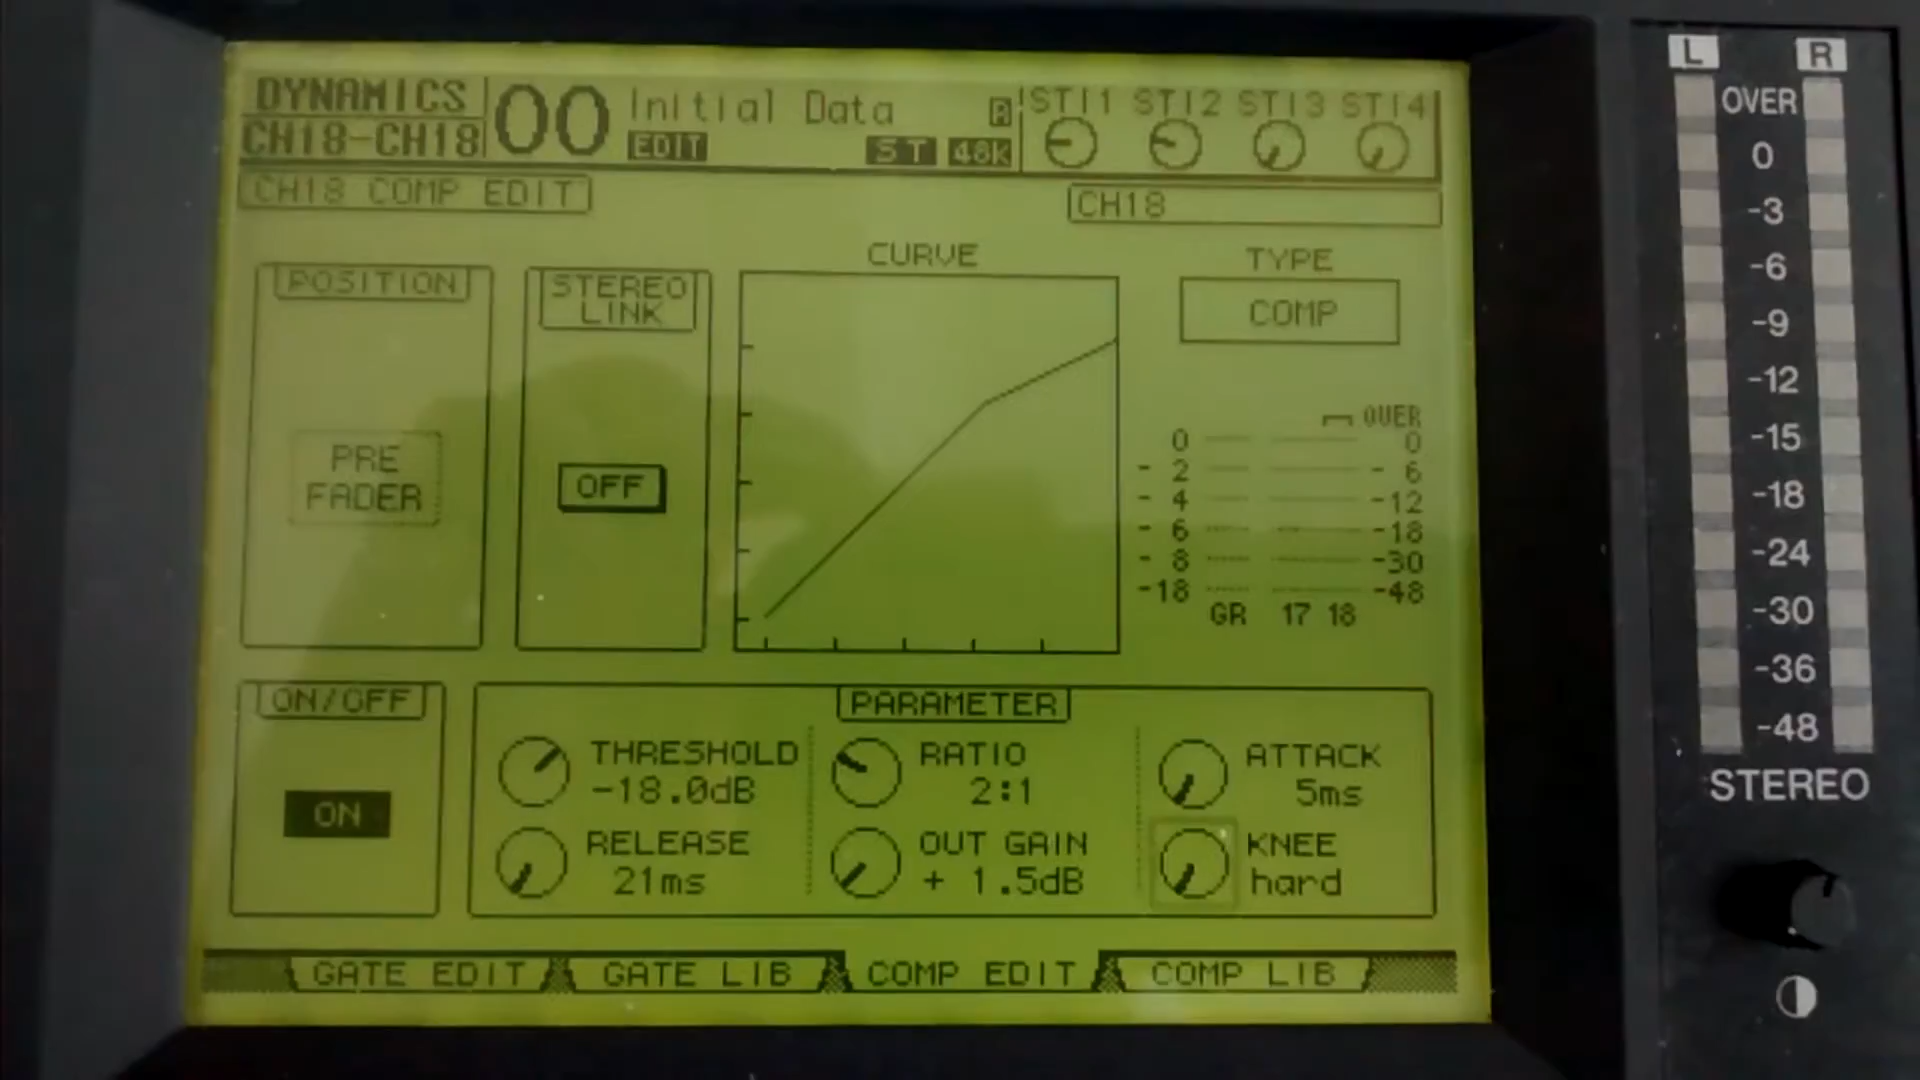 DYNAMICS
CH18-CH18
00
Initial Data
EDIT
A
ST
48K
STI1 STI2 STI3 STI4
CH18 COMP EDIT
CH18
POSITION
PRE
FADER
STEREO
LINK
OFF
CURVE
TYPE
COMP
OVER
0 0
- 2 - 6
- 4 -12
- 6 -18
- 8 -30
-18 -48
GR 17 18
ON/OFF
ON
PARAMETER
THRESHOLD
-18.0dB
RATIO
2:1
ATTACK
5ms
RELEASE
21ms
OUT GAIN
+ 1.5dB
KNEE
hard
GATE EDIT
GATE LIB
COMP EDIT
COMP LIB
L R
OVER
0
-3
-6
-9
-12
-15
-18
-24
-30
-36
-48
STEREO